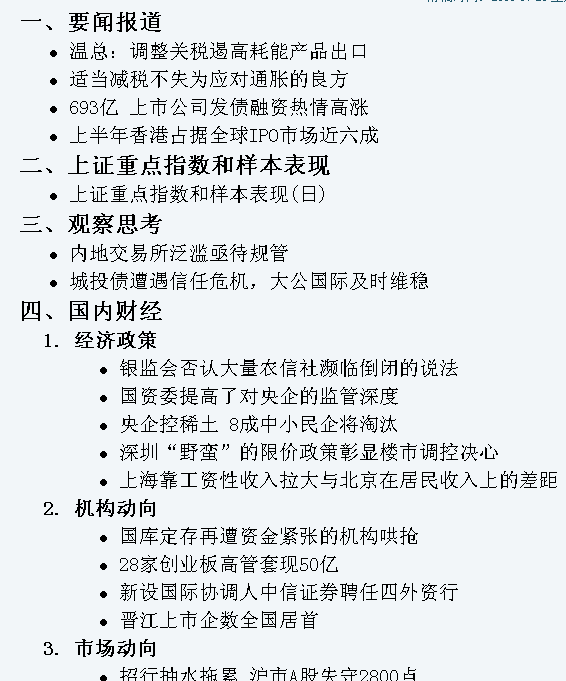 一、要闻报道
● 温总：调整关税遏高耗能产品出口
● 适当减税不失为应对通胀的良方
● 693亿 上市公司发债融资热情高涨
● 上半年香港占据全球IPO市场近六成
二、上证重点指数和样本表现
● 上证重点指数和样本表现(日)
三、观察思考
● 内地交易所泛滥亟待规管
● 城投债遭遇信任危机，大公国际及时维稳
四、国内财经
1. 经济政策
● 银监会否认大量农信社濒临倒闭的说法
● 国资委提高了对央企的监管深度
● 央企控稀土 8成中小民企将淘汰
● 深圳“野蛮”的限价政策彰显楼市调控决心
● 上海靠工资性收入拉大与北京在居民收入上的差距
2. 机构动向
● 国库定存再遭资金紧张的机构哄抢
● 28家创业板高管套现50亿
● 新设国际协调人中信证券聘任四外资行
● 晋江上市企数全国居首
3. 市场动向
● 招行抽水拖累 沪市A股失守2800点